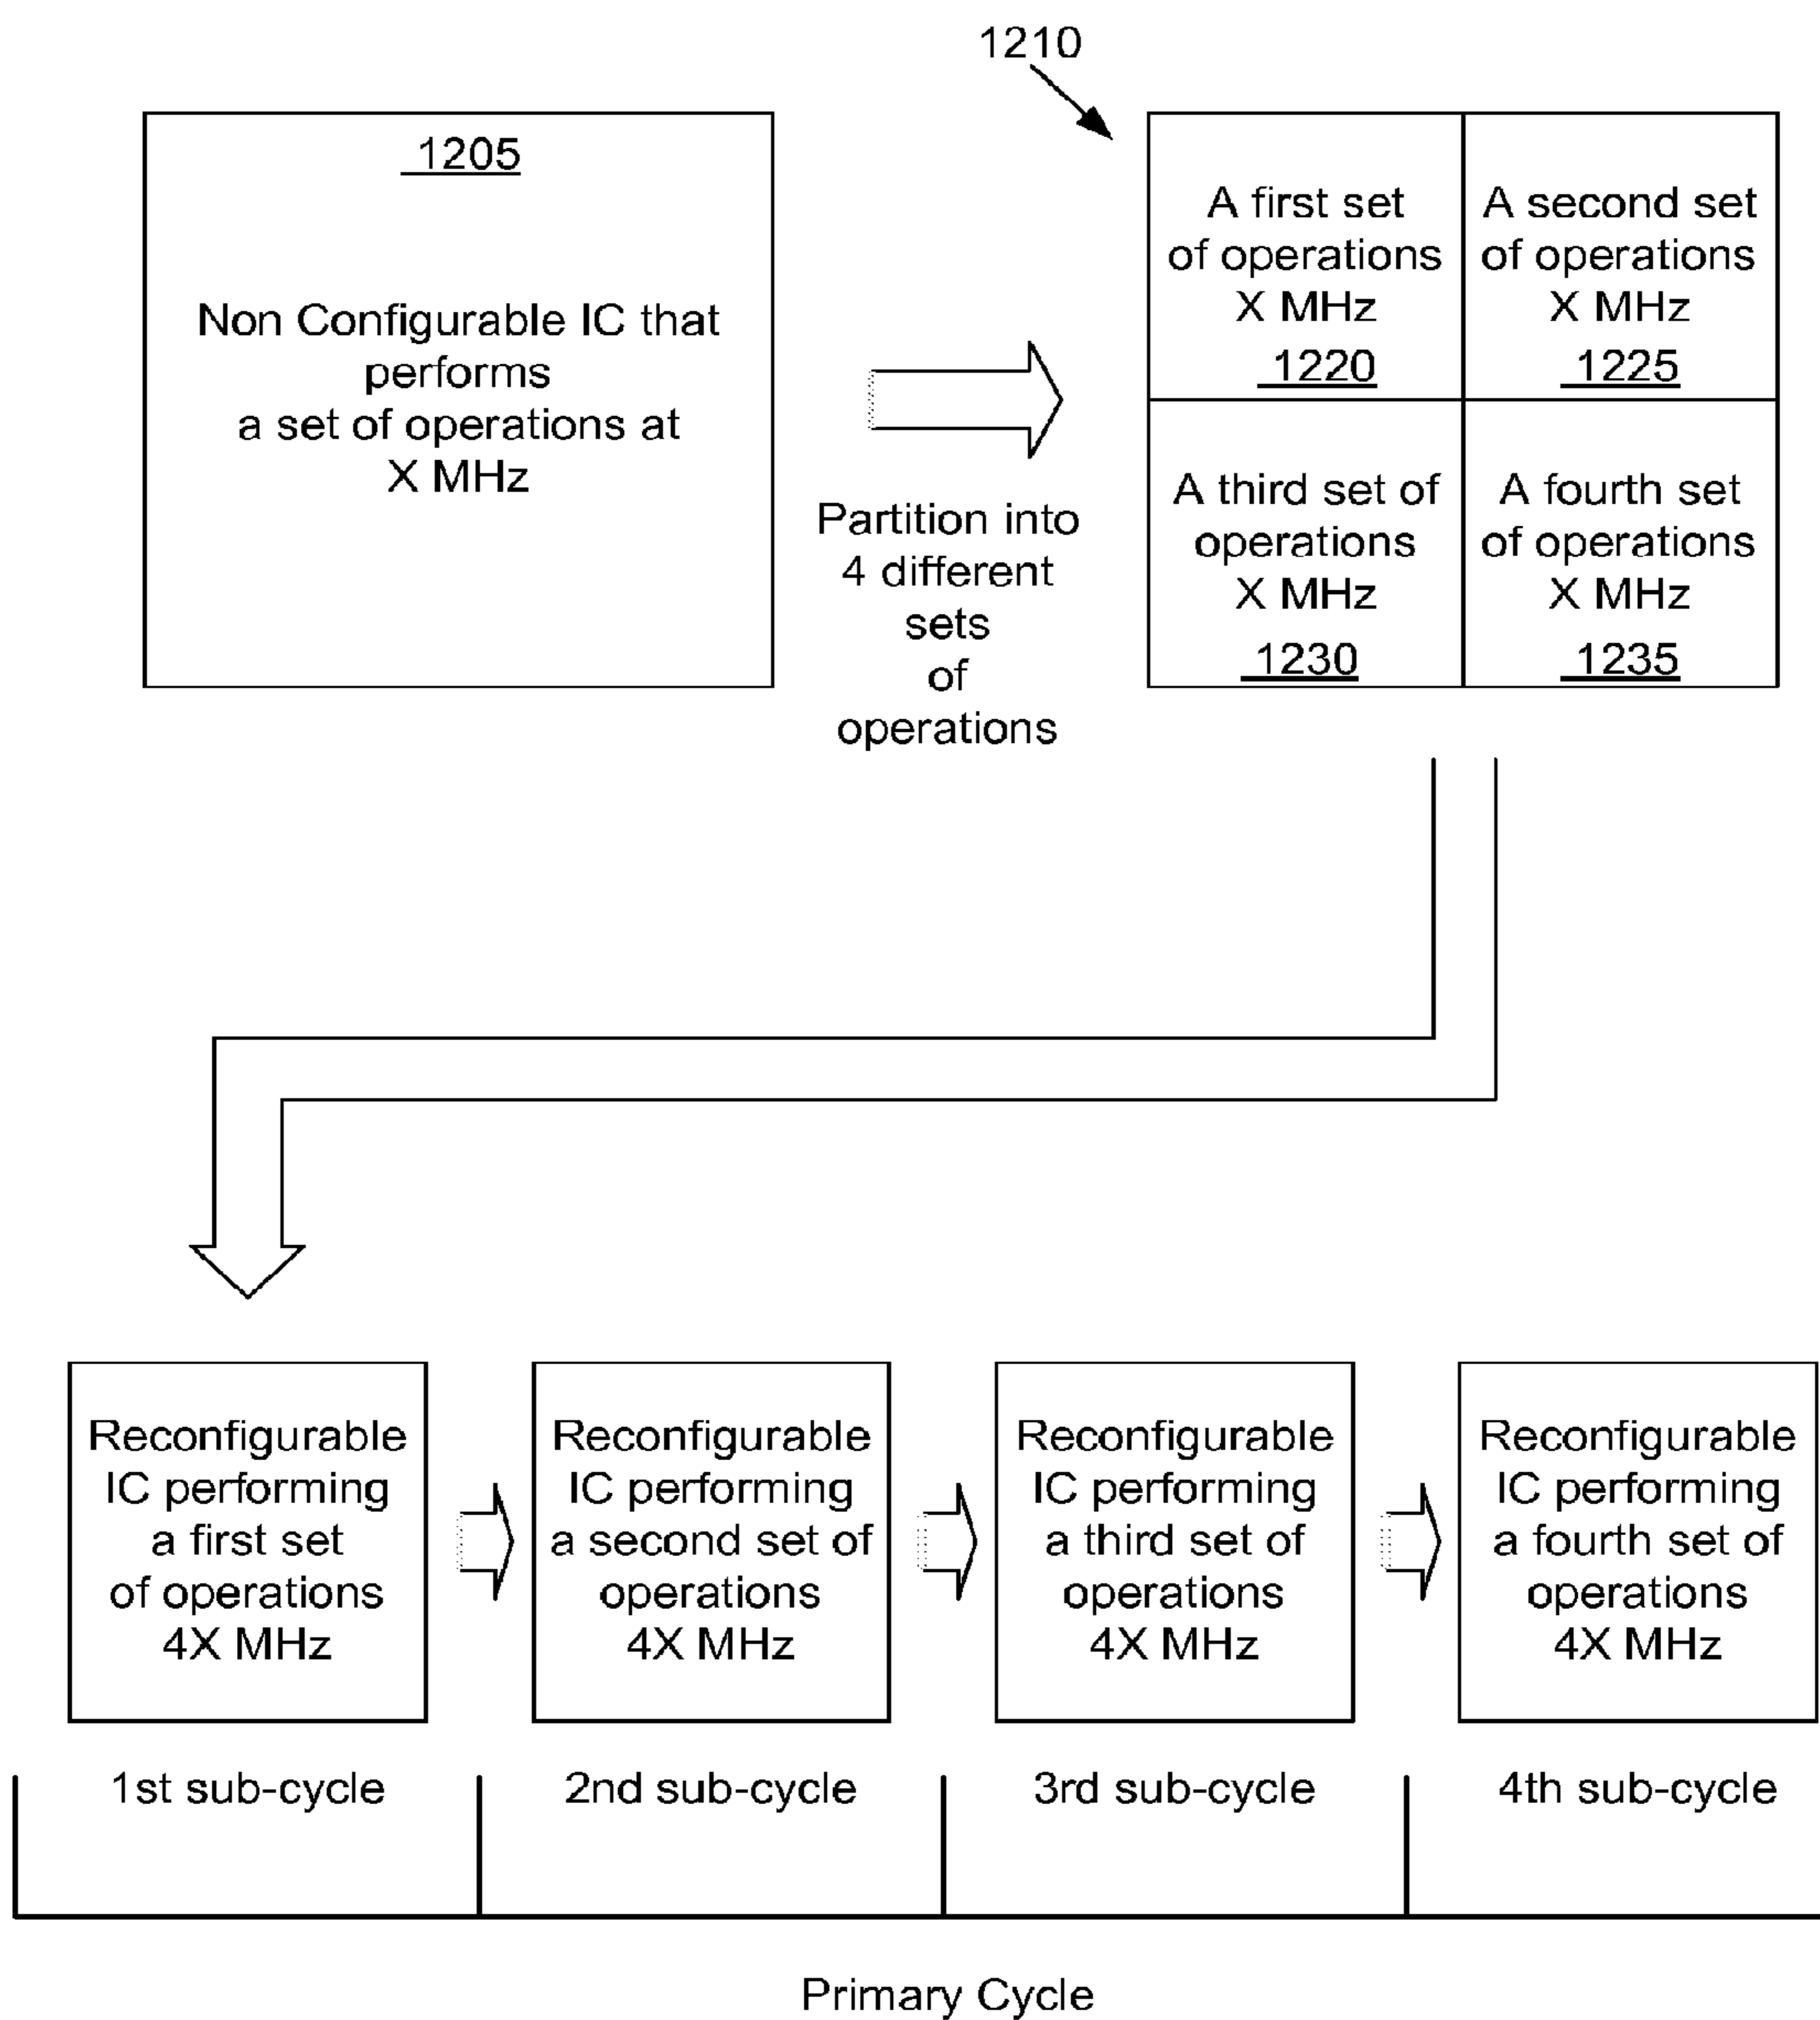 1210
1205
Non Configurable IC that
performs
a set of operations at
X MHz
Partition into
4 different
sets
of
operations
A first set
of operations
X MHz
1220
A second set
of operations
X MHz
1225
A third set of
operations
X MHz
1230
A fourth set
of operations
X MHz
1235
Reconfigurable
IC performing
a first set
of operations
4X MHz
Reconfigurable
IC performing
a second set of
operations
4X MHz
Reconfigurable
IC performing
a third set of
operations
4X MHz
Reconfigurable
IC performing
a fourth set of
operations
4X MHz
1st sub-cycle
2nd sub-cycle
3rd sub-cycle
4th sub-cycle
Primary Cycle